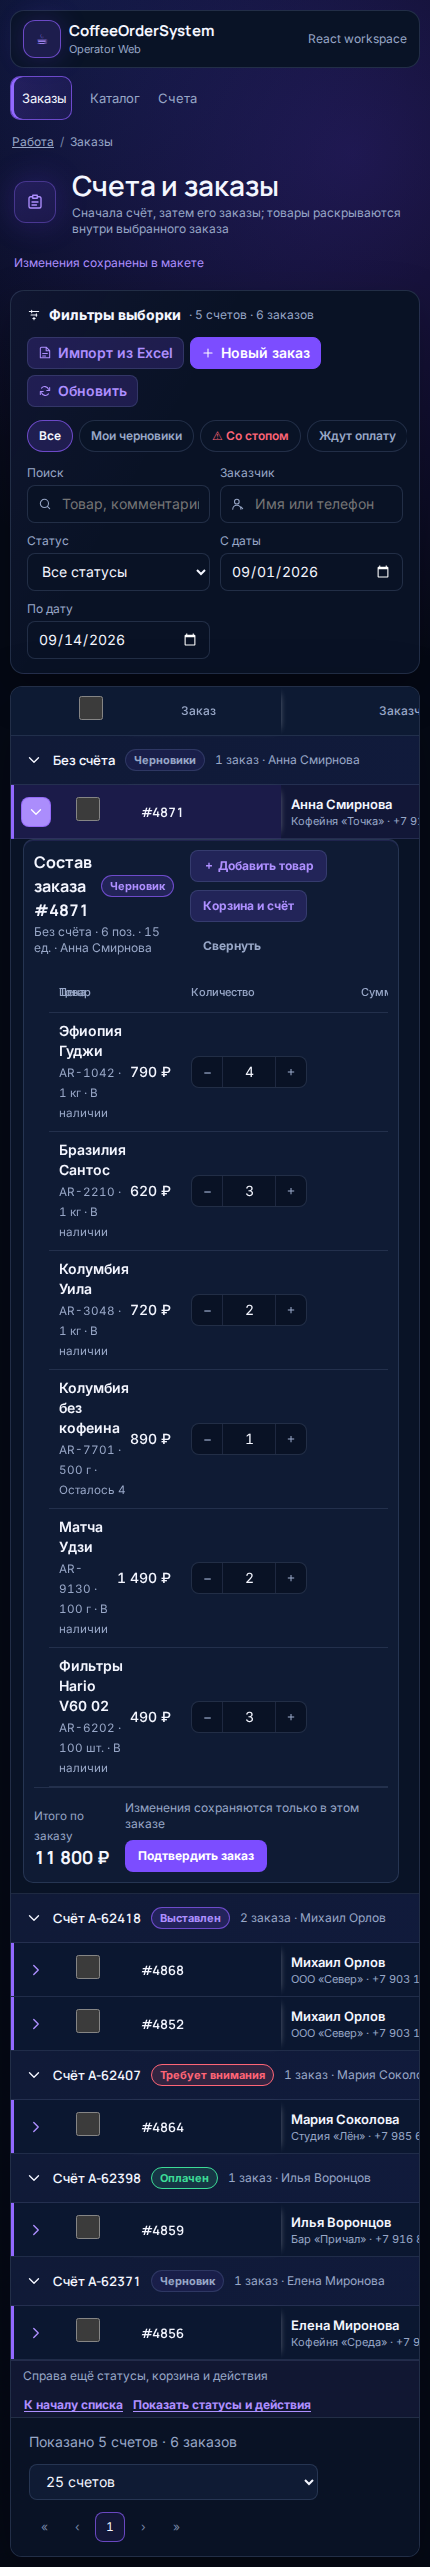 CoffeeOrderSystem
Operator Web
React workspace
Заказы Каталог Счета
Работа / Заказы
Счета и заказы
Сначала счёт, затем его заказы; товары раскрываются
внутри выбранного заказа
Изменения сохранены в макете
Фильтры выборки · 5 счетов · 6 заказов
Импорт из Excel
+ Новый заказ
Обновить
Все Мои черновики ⚠ Со стопом Ждут оплату
Поиск Заказчик
Товар, комментари Имя или телефон
Статус С даты
Все статусы 09/01/2026
По дату
09/14/2026
Заказ Заказч
Без счёта Черновики 1 заказ · Анна Смирнова
#4871 Анна Смирнова
Кофейня «Точка» · +7 9
Состав
заказа Черновик
#4871
Без счёта · 6 поз. · 15
ед. · Анна Смирнова
+ Добавить товар
Корзина и счёт
Свернуть
Количество Сумм
Эфиопия
Гуджи
AR-1042 ·
1 кг · В
наличии
790 ₽ − 4 +
Бразилия
Сантос
AR-2210 ·
1 кг · В
наличии
620 ₽ − 3 +
Колумбия
Уила
AR-3048 ·
1 кг · В
наличии
720 ₽ − 2 +
Колумбия
без
кофеина
AR-7701 ·
500 г ·
Осталось 4
890 ₽ − 1 +
Матча
Удзи
AR-
9130 ·
100 г · В
наличии
1 490 ₽ − 2 +
Фильтры
Hario
V60 02
AR-6202 ·
100 шт. · В
наличии
490 ₽ − 3 +
Итого по
заказу
11 800 ₽
Изменения сохраняются только в этом
заказе
Подтвердить заказ
Счёт А-62418 Выставлен 2 заказа · Михаил Орлов
#4868 Михаил Орлов
ООО «Север» · +7 903 1
#4852 Михаил Орлов
ООО «Север» · +7 903 1
Счёт А-62407 Требует внимания 1 заказ · Мария Соколо
#4864 Мария Соколова
Студия «Лён» · +7 985 6
Счёт А-62398 Оплачен 1 заказ · Илья Воронцов
#4859 Илья Воронцов
Бар «Причал» · +7 916 8
Счёт А-62371 Черновик 1 заказ · Елена Миронова
#4856 Елена Миронова
Кофейня «Среда» · +7 9
Справа ещё статусы, корзина и действия
К началу списка Показать статусы и действия
Показано 5 счетов · 6 заказов
25 счетов
« ‹ 1 › »